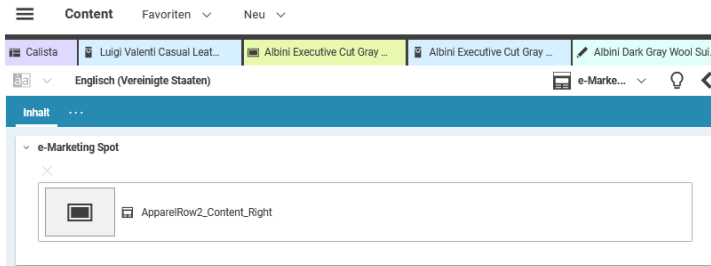 Content Favoriten Neu
Calista Luigi Valenti Casual Leat... Albini Executive Cut Gray ... Albini Executive Cut Gray ... Albini Dark Gray Wool Sui.
āa Englisch (Vereinigte Staaten) e-Marke...
Inhalt ...
e-Marketing Spot
ApparelRow2_Content_Right